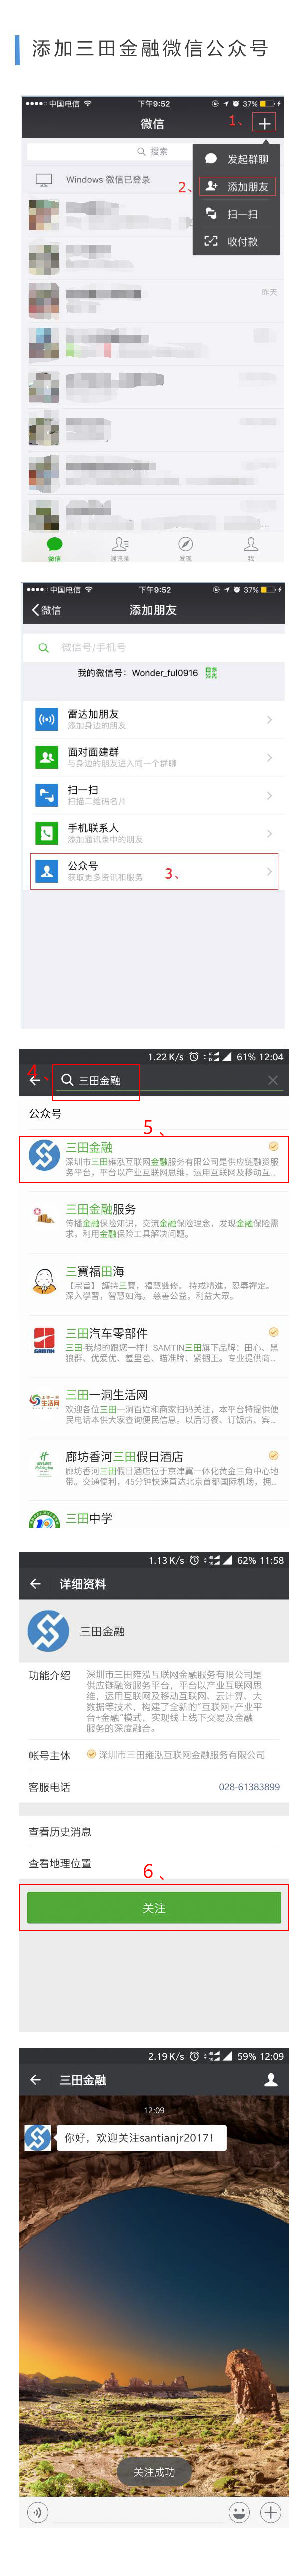 添加三田金融微信公众号
中国电信 下午9:52 37%
微信
1、
搜索
发起群聊
Windows 微信已登录
2、
添加朋友
扫一扫
收付款
昨天
微信 通讯录 发现 我
中国电信 下午9:52 37%
微信 添加朋友
微信号/手机号
我的微信号：Wonder_ful0916
雷达加朋友
添加身边的朋友
面对面建群
与身边的朋友进入同一个群聊
扫一扫
扫描二维码名片
手机联系人
添加通讯录中的朋友
公众号
获取更多资讯和服务
3、
1.22 K/s 61% 12:04
4、
三田金融
公众号
5、
三田金融
深圳市三田雍泓互联网金融服务有限公司是供应链融资服
务平台，平台以产业互联网思维，运用互联网及移动互...
三田金融服务
传播金融保险知识，交流金融保险理念，发现金融保险需
求，利用金融保险工具解决问题。
三寶福田海
【宗旨】 護持三寶，福慧雙修。 持戒精進，忍辱禪定。
深入學習，智慧如海。 慈善公益，利益大眾。
三田汽车零部件
三田-我想的跟您一样！SAMTIN三田旗下品牌：田心、黑
狼群、优爱优、羞里苞、瞄准牌、紧锢王。专业提供商...
SAMTIN
三田一洞生活网
欢迎各位三田一洞百姓和商家扫码关注，本平台特提供便
民电话本供大家查询便民信息。以后订餐、订饭店、宾...
廊坊香河三田假日酒店
廊坊香河三田假日酒店位于京津冀一体化黄金三角中心地
带。交通便利，45分钟快速直达北京首都国际机场，拥...
三田中学
1.13 K/s 62% 11:58
详细资料
三田金融
功能介绍
深圳市三田雍泓互联网金融服务有限公司是
供应链融资服务平台，平台以产业互联网思
维，运用互联网及移动互联网、云计算、大
数据等技术，构建了全新的“互联网+产业平
台+金融”模式，实现线上线下交易及金融
服务的深度融合。
帐号主体 深圳市三田雍泓互联网金融服务有限公司
客服电话 028-61383899
查看历史消息
查看地理位置
6、
关注
2.19 K/s 59% 12:09
三田金融
12:09
你好，欢迎关注santianjr2017！
关注成功